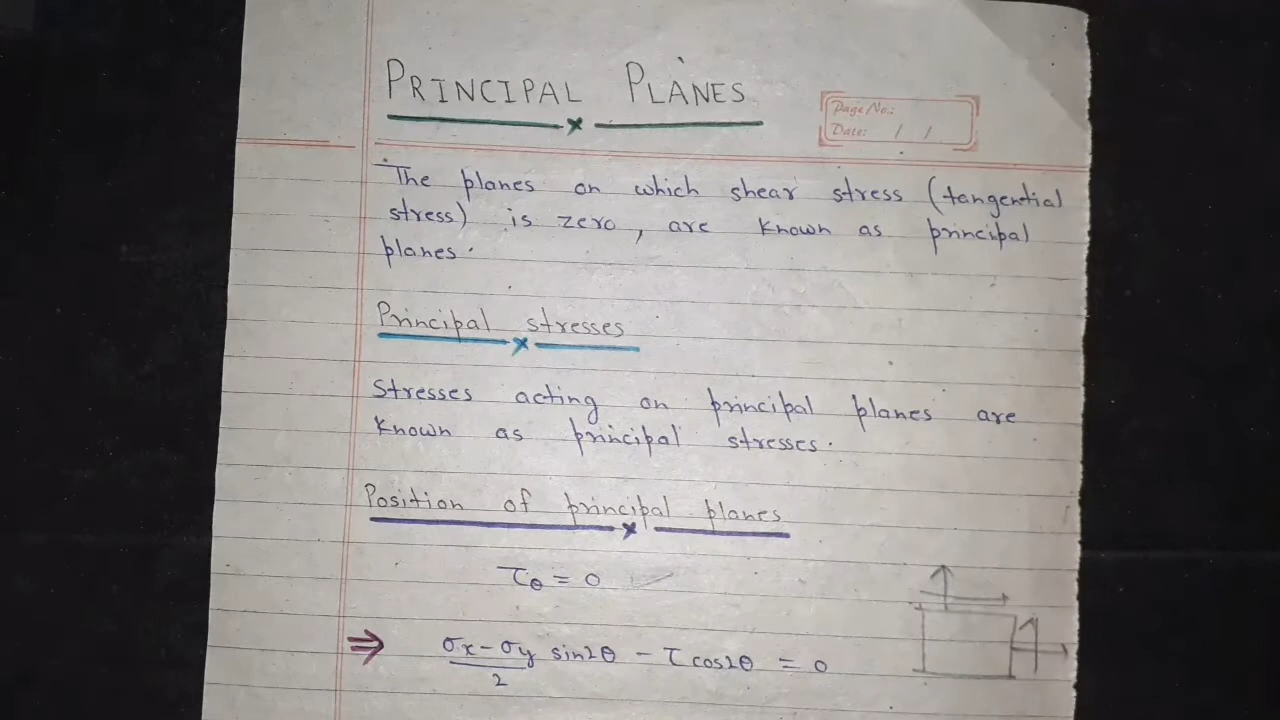 PRINCIPAL PLANES
Page No.:
Date: / /
The planes on which shear stress (tangential
stress) is zero, are known as principal
planes.
Principal stresses
Stresses acting on principal planes are
known as principal stresses.
Position of principal planes
τθ = 0
⇒ σx-σy/2 sin2θ - τ cos2θ = 0